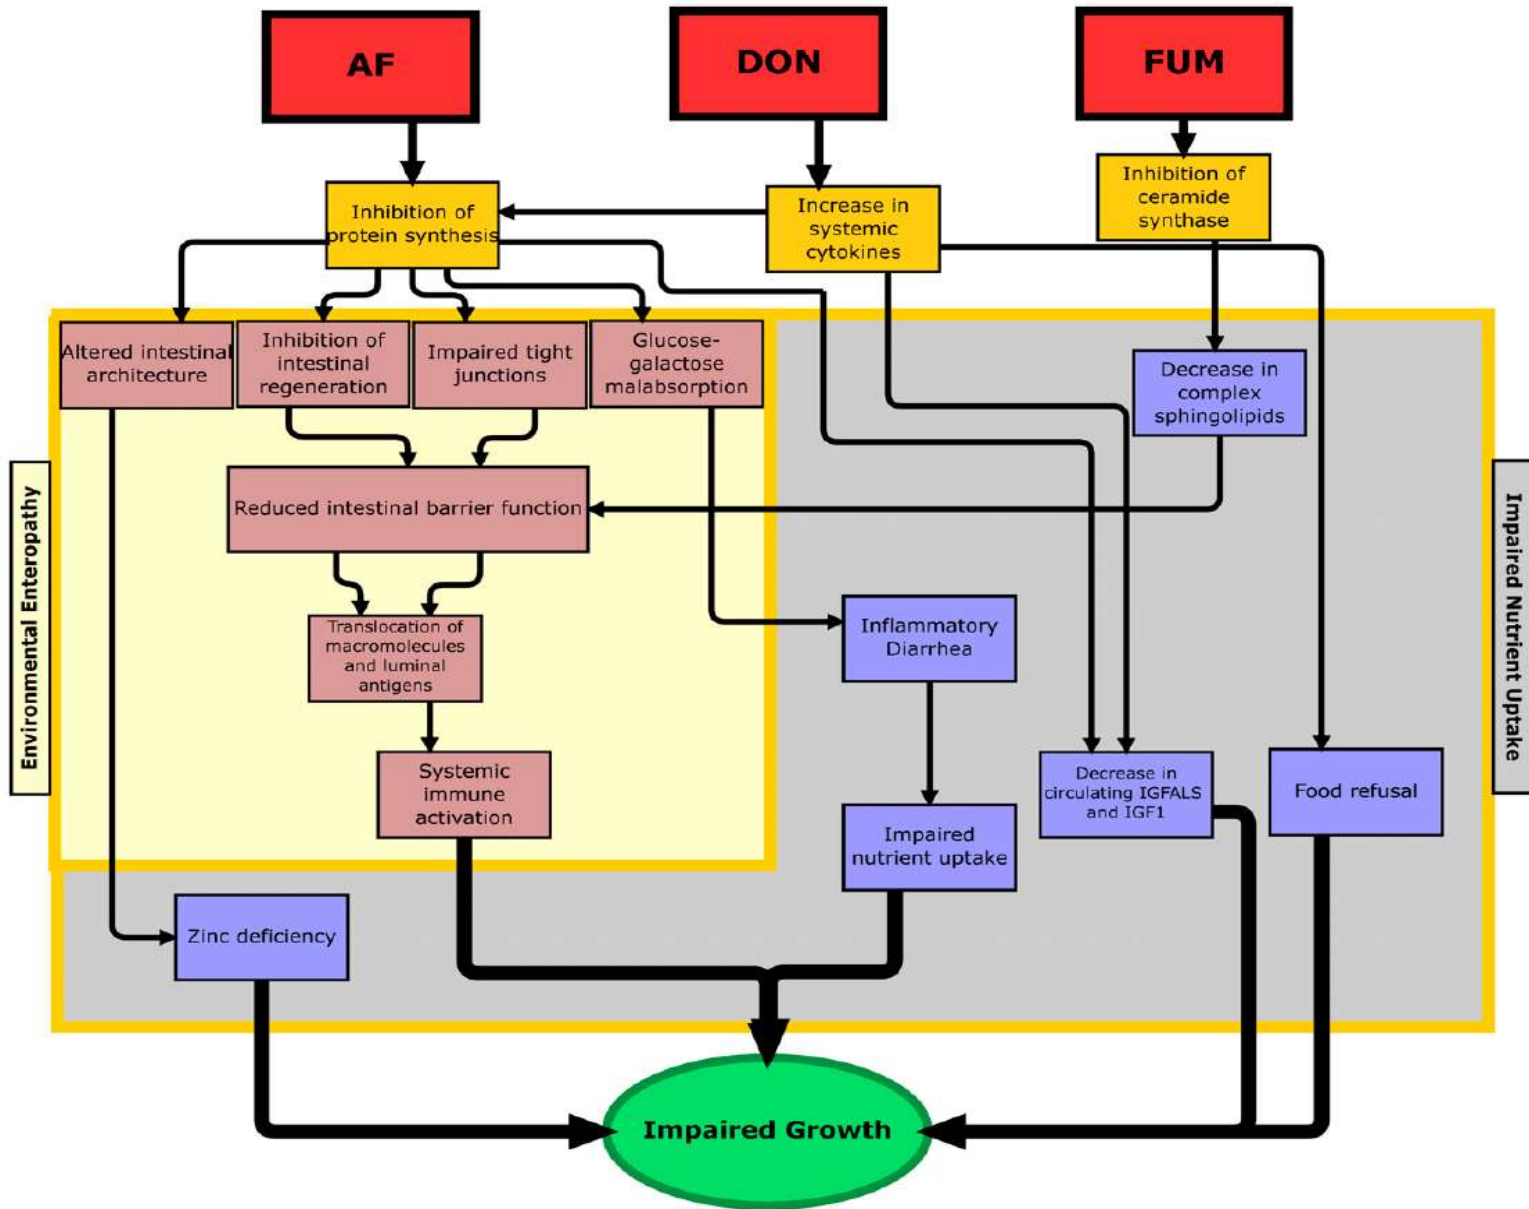 AF
DON
FUM
Inhibition of
protein synthesis
Increase in
systemic
cytokines
Inhibition of
ceramide
synthase
Altered intestinal
architecture
Inhibition of
intestinal
regeneration
Impaired tight
junctions
Glucose-
galactose
malabsorption
Decrease in
complex
sphingolipids
Environmental Enteropathy
Impaired Nutrient Uptake
Reduced intestinal barrier function
Translocation of
macromolecules
and luminal
antigens
Inflammatory
Diarrhea
Systemic
immune
activation
Impaired
nutrient uptake
Decrease in
circulating IGFALS
and IGF1
Food refusal
Zinc deficiency
Impaired Growth